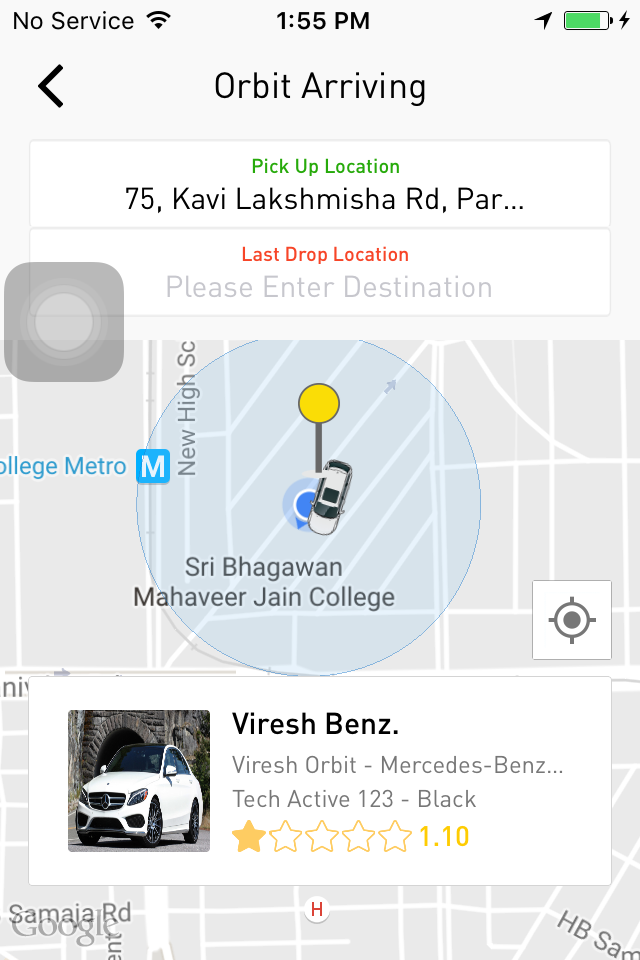 No Service 1:55 PM
Orbit Arriving
Pick Up Location
75, Kavi Lakshmisha Rd, Par...
Last Drop Location
Please Enter Destination
New High Sc
ollege Metro M
Sri Bhagawan
Mahaveer Jain College
niv
Viresh Benz.
Viresh Orbit - Mercedes-Benz...
Tech Active 123 - Black
1.10
Samaja Rd
H
Google
ent
HB Sam